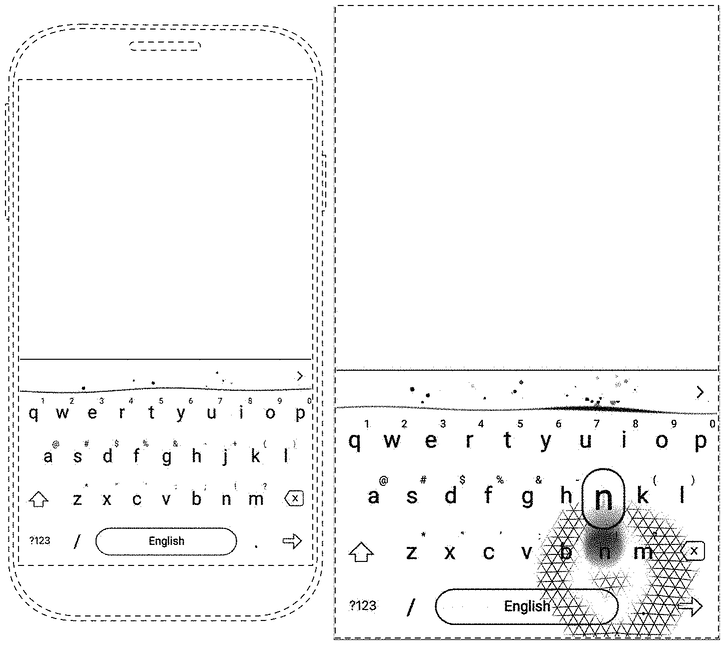 >
1 2 3 4 5 6 7 8 9 0
q w e r t y u i o p
@ # $ % & - + ( )
a s d f g h j k l
z x c v b n m
?123 / English .
>
1 2 3 4 5 6 7 8 9 0
q w e r t y u i o p
@ # $ % & - ( )
a s d f g h n k l
z x c v b n m
?123 / English .